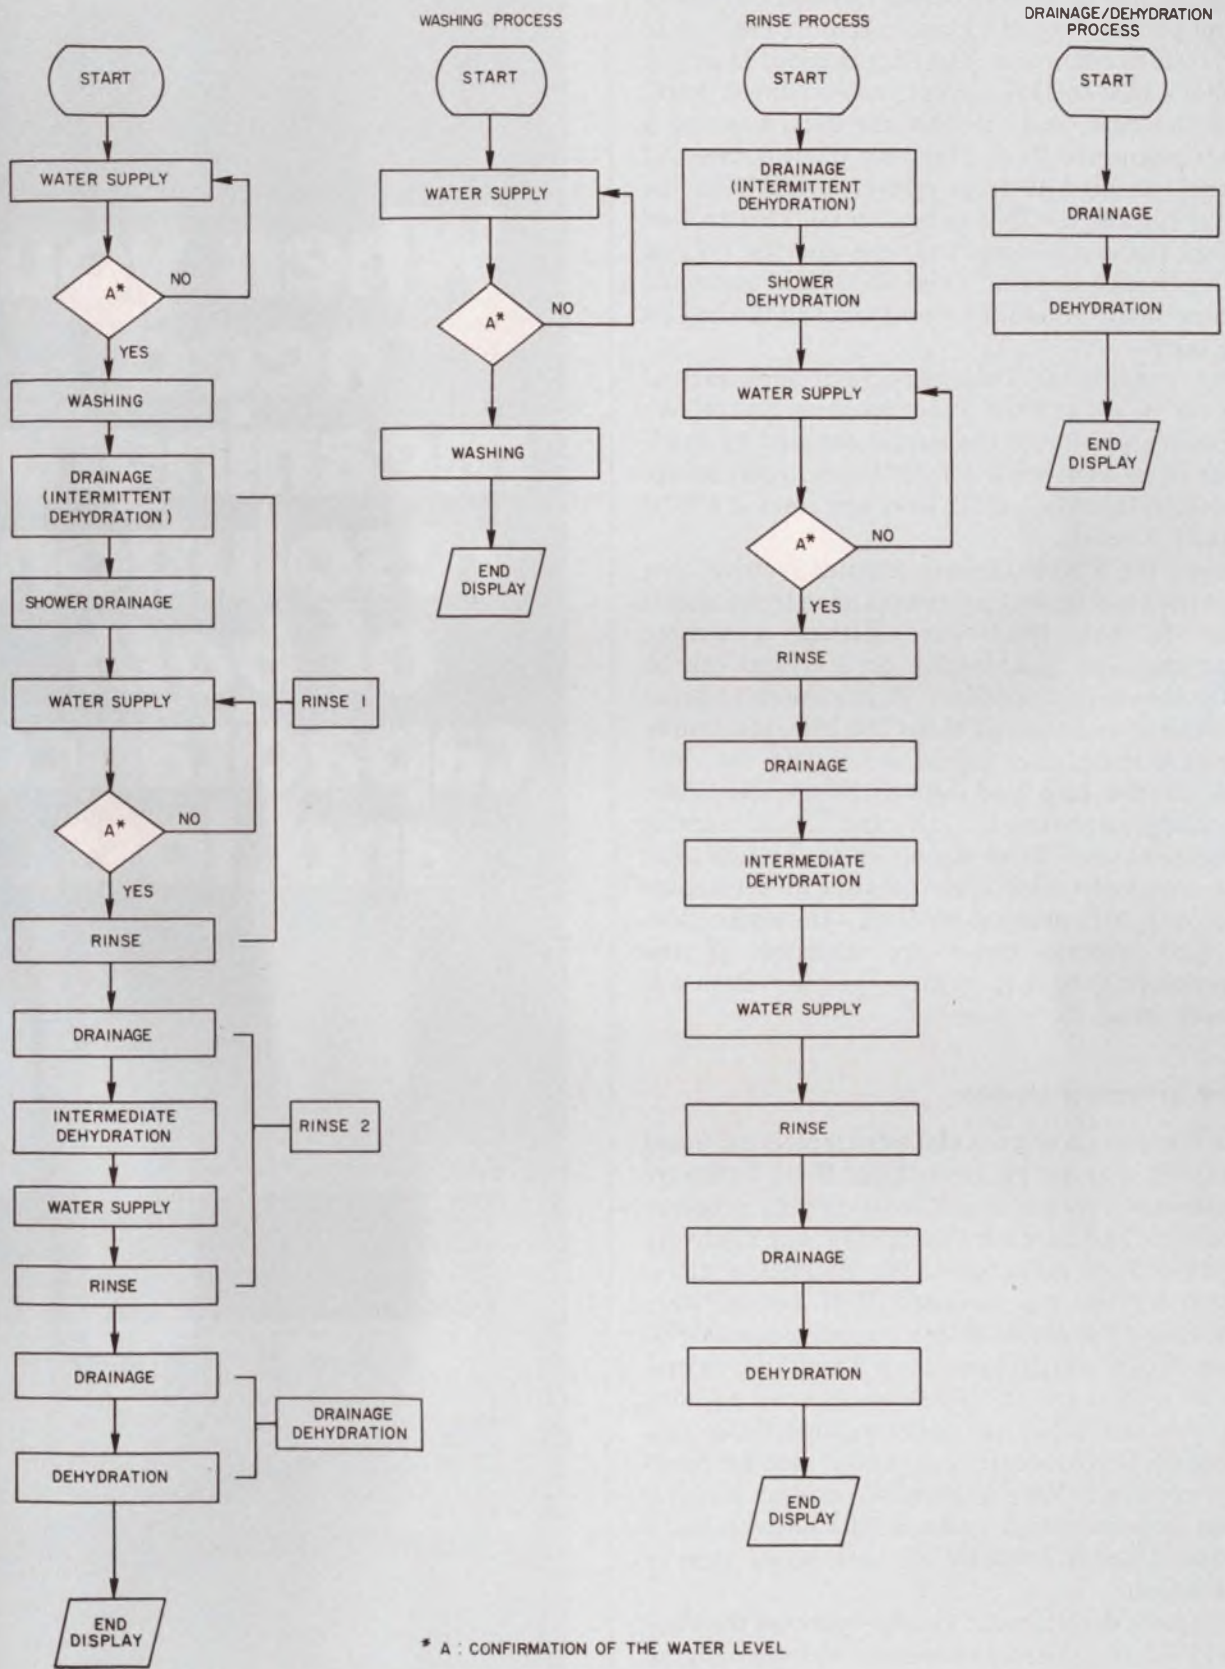 START
WATER SUPPLY
A*
NO
YES
WASHING
DRAINAGE
(INTERMITTENT
DEHYDRATION)
SHOWER DRAINAGE
WATER SUPPLY
A*
NO
YES
RINSE
RINSE 1
DRAINAGE
INTERMEDIATE
DEHYDRATION
WATER SUPPLY
RINSE
RINSE 2
DRAINAGE
DEHYDRATION
DRAINAGE
DEHYDRATION
END
DISPLAY
WASHING PROCESS
START
WATER SUPPLY
A*
NO
WASHING
END
DISPLAY
RINSE PROCESS
START
DRAINAGE
(INTERMITTENT
DEHYDRATION)
SHOWER
DEHYDRATION
WATER SUPPLY
A*
NO
YES
RINSE
DRAINAGE
INTERMEDIATE
DEHYDRATION
WATER SUPPLY
RINSE
DRAINAGE
DEHYDRATION
END
DISPLAY
DRAINAGE/DEHYDRATION
PROCESS
START
DRAINAGE
DEHYDRATION
END
DISPLAY
* A : CONFIRMATION OF THE WATER LEVEL